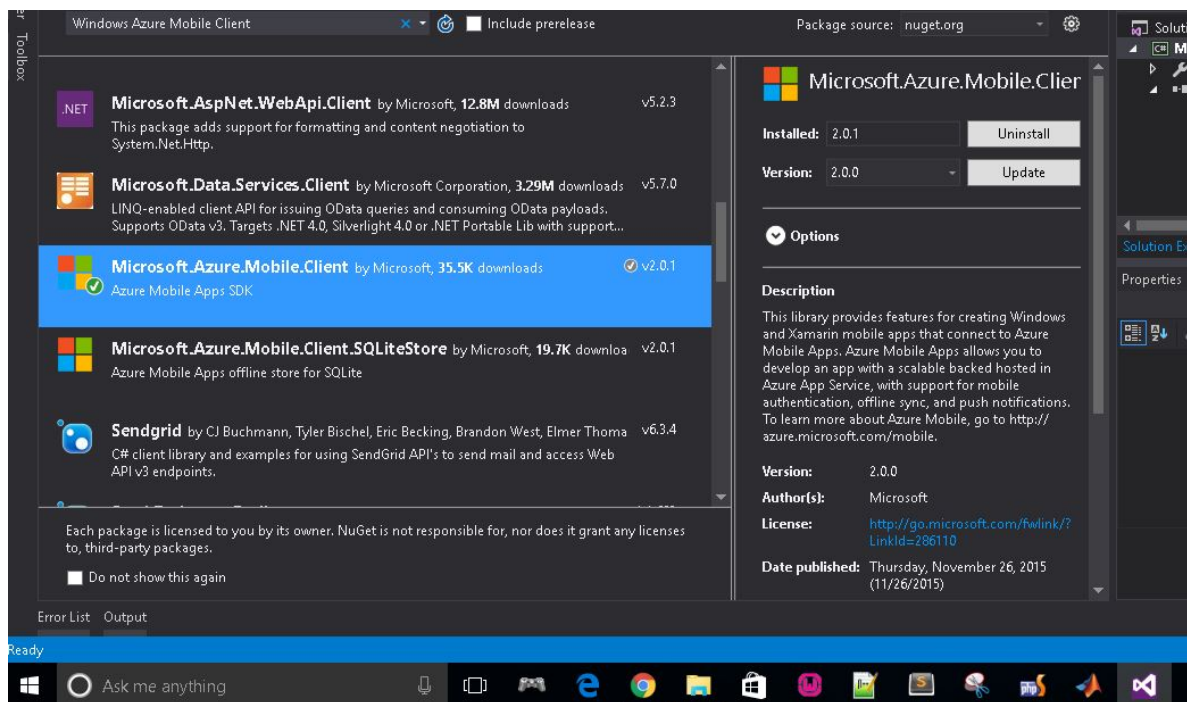 Toolbox
Windows Azure Mobile Client
Include prerelease
Package source: nuget.org
.NET
Microsoft.AspNet.WebApi.Client by Microsoft, 12.8M downloads v5.2.3
This package adds support for formatting and content negotiation to
System.Net.Http.
Microsoft.Data.Services.Client by Microsoft Corporation, 3.29M downloads v5.7.0
LINQ-enabled client API for issuing OData queries and consuming OData payloads.
Supports OData v3. Targets .NET 4.0, Silverlight 4.0 or .NET Portable Lib with support...
Microsoft.Azure.Mobile.Client by Microsoft, 35.5K downloads v2.0.1
Azure Mobile Apps SDK
Microsoft.Azure.Mobile.Client.SQLiteStore by Microsoft, 19.7K downloa v2.0.1
Azure Mobile Apps offline store for SQLite
Sendgrid by CJ Buchmann, Tyler Bischel, Eric Becking, Brandon West, Elmer Thoma v6.3.4
C# client library and examples for using SendGrid API's to send mail and access Web
API v3 endpoints.
Each package is licensed to you by its owner. NuGet is not responsible for, nor does it grant any licenses
to, third-party packages.
Do not show this again
Microsoft.Azure.Mobile.Clier
Installed: 2.0.1 Uninstall
Version: 2.0.0 Update
Options
Description
This library provides features for creating Windows
and Xamarin mobile apps that connect to Azure
Mobile Apps. Azure Mobile Apps allows you to
develop an app with a scalable backed hosted in
Azure App Service, with support for mobile
authentication, offline sync, and push notifications.
To learn more about Azure Mobile, go to http://
azure.microsoft.com/mobile.
Version: 2.0.0
Author(s): Microsoft
License: http://go.microsoft.com/fwlink/?
LinkId=286110
Date published: Thursday, November 26, 2015
(11/26/2015)
Soluti
C# M
Solution Ex
Properties
Error List Output
Ready
Ask me anything
php